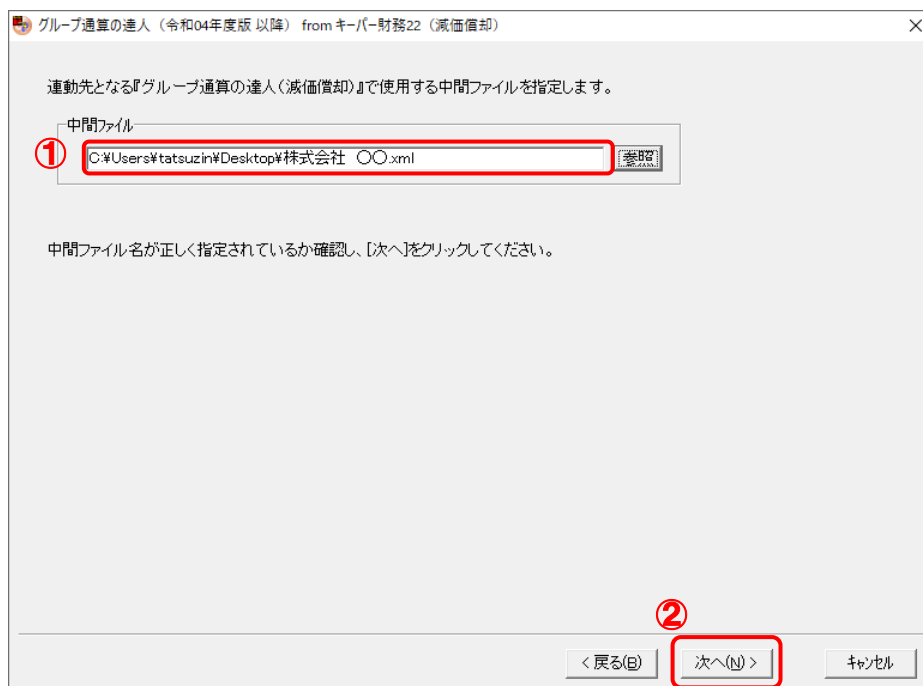 グループ通算の達人（令和04年度版 以降） from キーパー財務22（減価償却）
連動先となる『グループ通算の達人（減価償却）』で使用する中間ファイルを指定します。
中間ファイル
① C:¥Users¥tatsuzin¥Desktop¥株式会社　〇〇.xml 参照
中間ファイル名が正しく指定されているか確認し、[次へ]をクリックしてください。
②
< 戻る(B) 次へ(N) > キャンセル